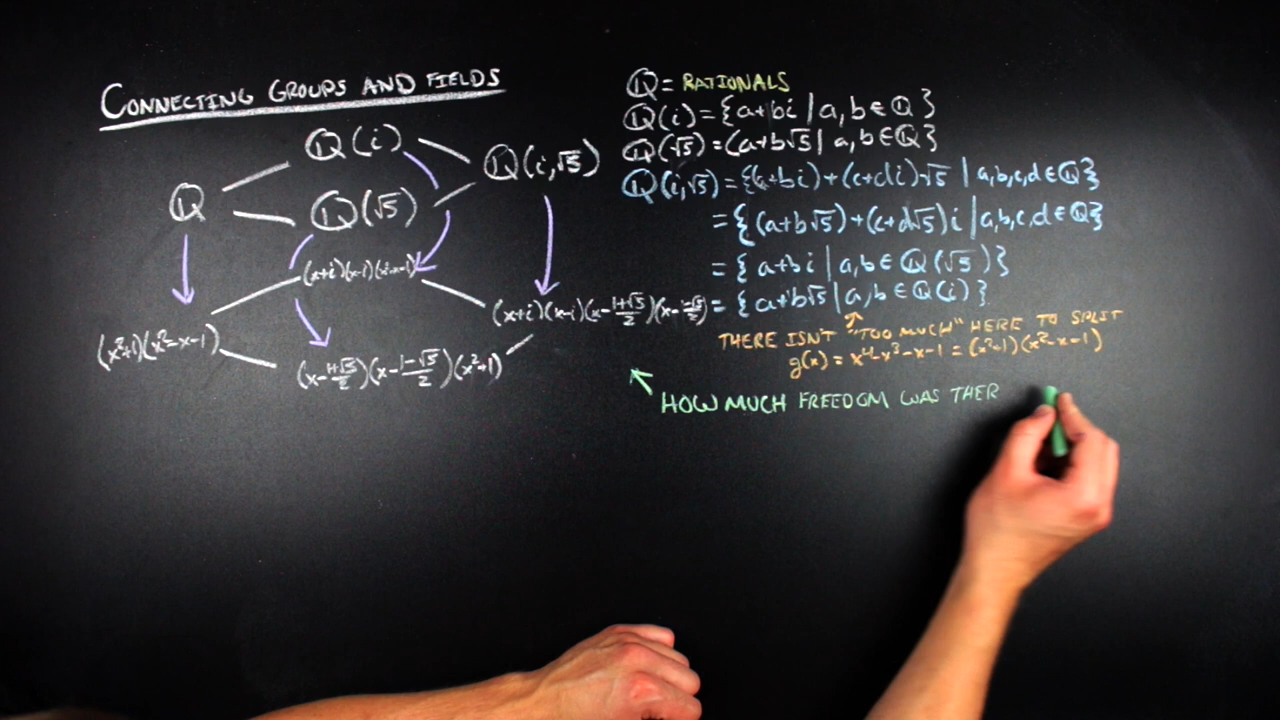 CONNECTING GROUPS AND FIELDS
ℚ(i)
ℚ(i,√5)
ℚ
ℚ(√5)
(x+i)(x-i)(x²-x-1)
(x+i)(x-i)(x-1+√5/2)(x-1-√5/2)
(x²+1)(x²-x-1)
(x-1+√5/2)(x-1-√5/2)(x²+1)
ℚ = RATIONALS
ℚ(i) = {a+bi | a,b ∈ ℚ}
ℚ(√5) = (a+b√5 | a,b ∈ ℚ}
ℚ(i,√5) = {(a+bi)+(c+di)√5 | a,b,c,d ∈ ℚ}
= {(a+b√5)+(c+d√5)i | a,b,c,d ∈ ℚ}
= {a+bi | a,b ∈ ℚ(√5)}
= {a+b√5 | a,b ∈ ℚ(i)}
THERE ISN'T "TOO MUCH" HERE TO SPLIT
g(x) = x⁴-x³-x-1 = (x²+1)(x²-x-1)
HOW MUCH FREEDOM WAS THER